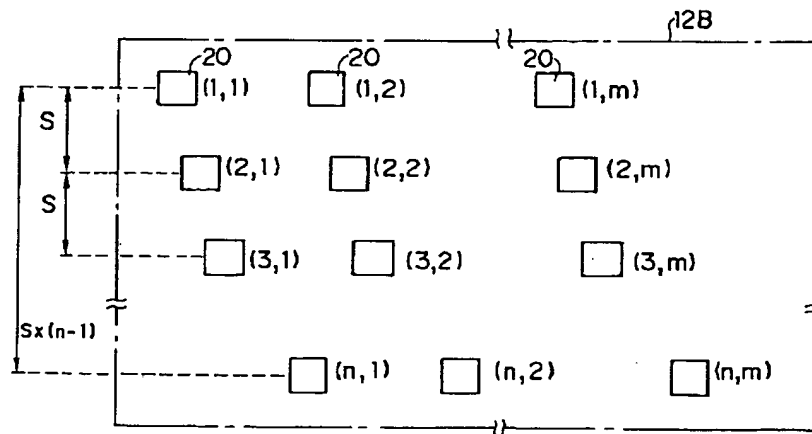 12B
20 20 20
(1,1) (1,2) (1,m)
S
(2,1) (2,2) (2,m)
S
(3,1) (3,2) (3,m)
Sx(n-1)
(n,1) (n,2) (n,m)